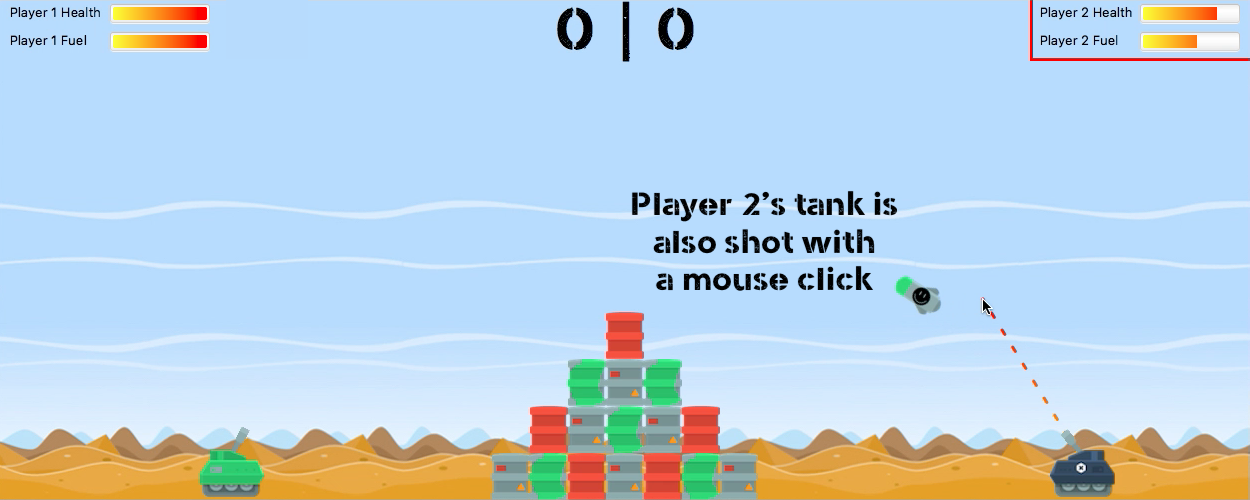 Player 1 Health
Player 1 Fuel
0 | 0
Player 2 Health
Player 2 Fuel
Player 2's tank is
also shot with
a mouse click